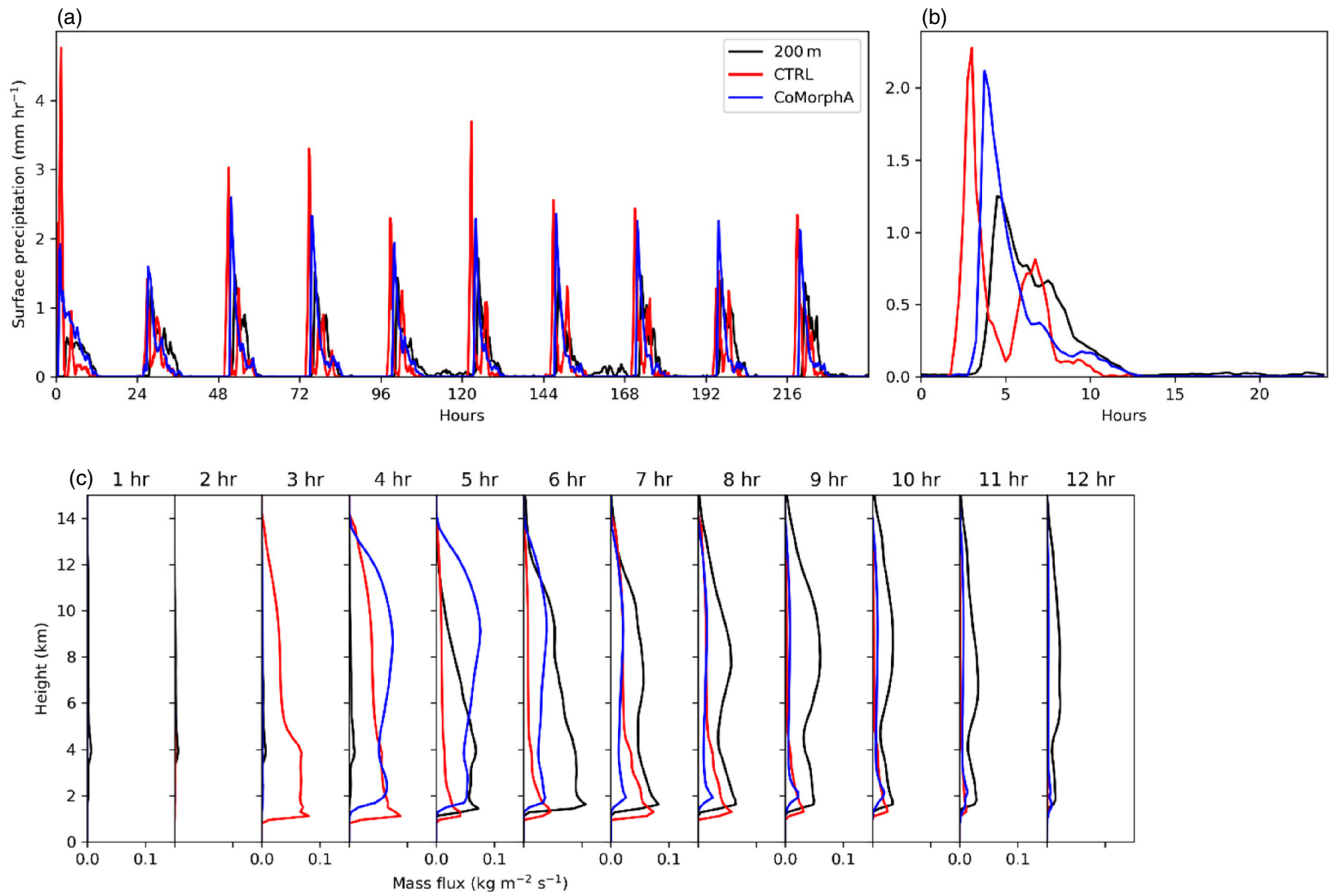 (a)
(b)
200 m
CTRL
CoMorphA
Surface precipitation (mm hr⁻¹)
4
3
2
1
0
0 24 48 72 96 120 144 168 192 216
Hours
2.0
1.5
1.0
0.5
0.0
0 5 10 15 20
Hours
(c) 1 hr 2 hr 3 hr 4 hr 5 hr 6 hr 7 hr 8 hr 9 hr 10 hr 11 hr 12 hr
Height (km)
14
12
10
8
6
4
2
0
0.0 0.1 0.0 0.1 0.0 0.1 0.0 0.1 0.0 0.1
Mass flux (kg m⁻² s⁻¹)